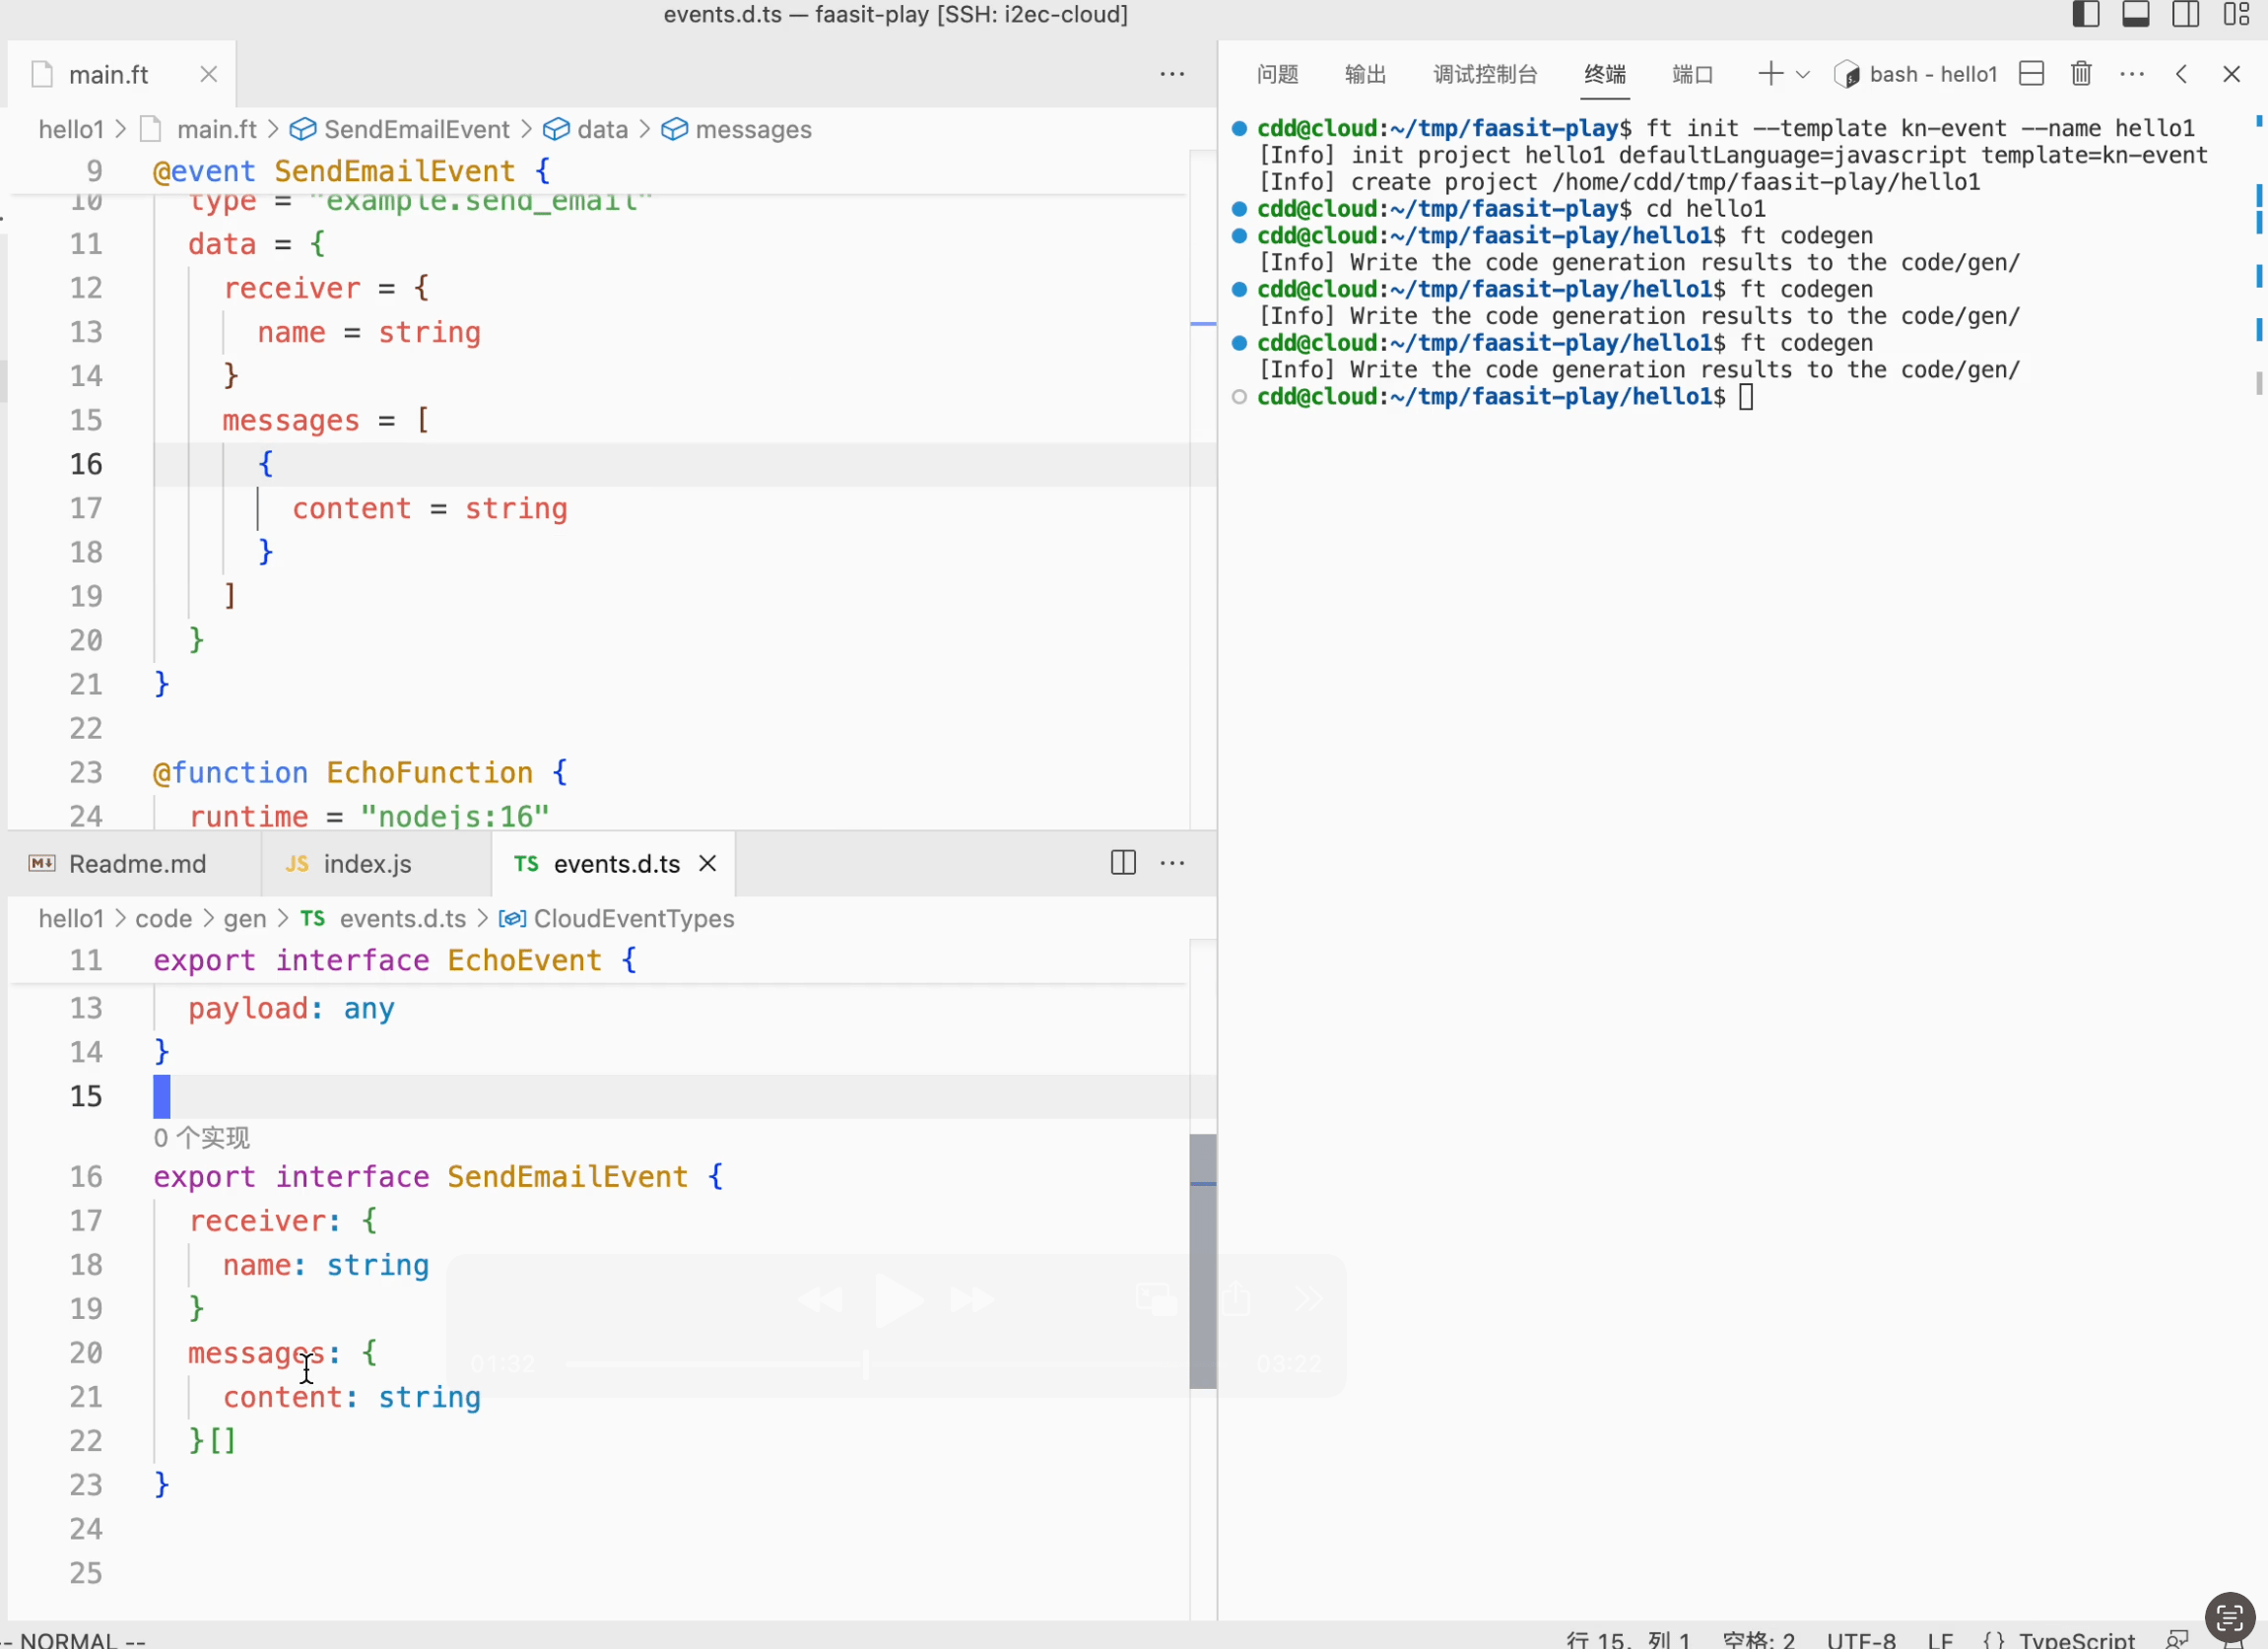 events.d.ts — faasit-play [SSH: i2ec-cloud]
main.ft
hello1 > main.ft > SendEmailEvent > data > messages
9 @event SendEmailEvent {
10 type = "example.send_email"
11 data = {
12 receiver = {
13 name = string
14 }
15 messages = [
16 {
17 content = string
18 }
19 ]
20 }
21 }
22
23 @function EchoFunction {
24 runtime = "nodejs:16"
Readme.md JS index.js TS events.d.ts
hello1 > code > gen > TS events.d.ts > CloudEventTypes
11 export interface EchoEvent {
13 payload: any
14 }
15
0 个实现
16 export interface SendEmailEvent {
17 receiver: {
18 name: string
19 }
20 messages: {
21 content: string
22 }[]
23 }
24
25
01:32 03:22
问题 输出 调试控制台 终端 端口 bash - hello1
cdd@cloud:~/tmp/faasit-play$ ft init --template kn-event --name hello1
[Info] init project hello1 defaultLanguage=javascript template=kn-event
[Info] create project /home/cdd/tmp/faasit-play/hello1
cdd@cloud:~/tmp/faasit-play$ cd hello1
cdd@cloud:~/tmp/faasit-play/hello1$ ft codegen
[Info] Write the code generation results to the code/gen/
cdd@cloud:~/tmp/faasit-play/hello1$ ft codegen
[Info] Write the code generation results to the code/gen/
cdd@cloud:~/tmp/faasit-play/hello1$ ft codegen
[Info] Write the code generation results to the code/gen/
cdd@cloud:~/tmp/faasit-play/hello1$
-- NORMAL -- 行 15, 列 1 空格: 2 UTF-8 LF {} TypeScript